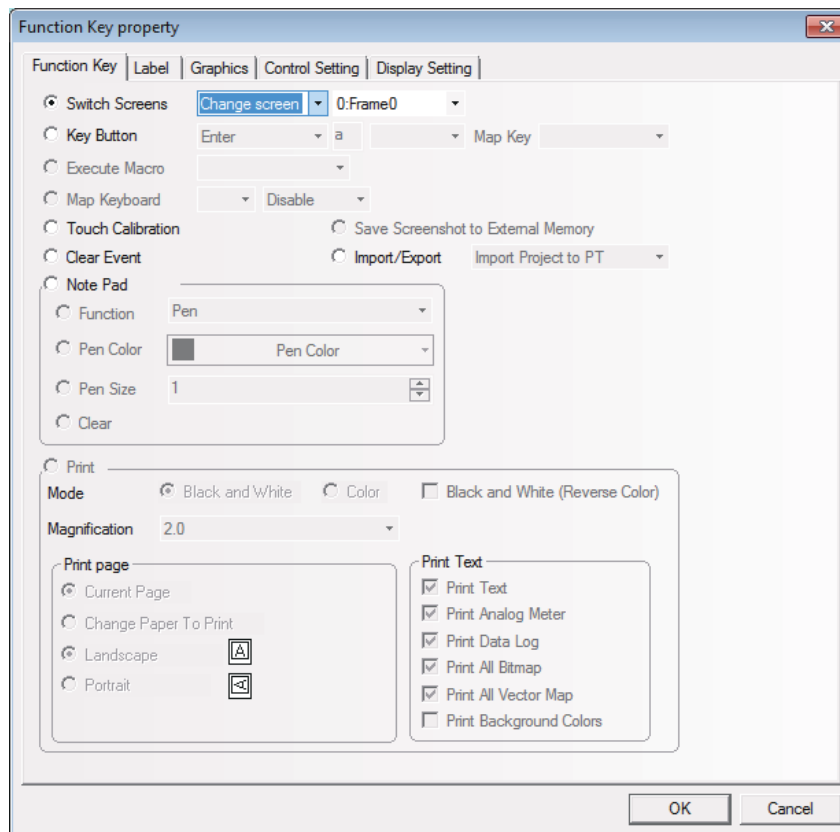 Function Key property
Function Key Label Graphics Control Setting Display Setting
Switch Screens Change screen 0:Frame0
Key Button Enter a Map Key
Execute Macro
Map Keyboard Disable
Touch Calibration Save Screenshot to External Memory
Clear Event Import/Export Import Project to PT
Note Pad
Function Pen
Pen Color Pen Color
Pen Size 1
Clear
Print
Mode Black and White Color Black and White (Reverse Color)
Magnification 2.0
Print page Print Text
Current Page Print Text
Change Paper To Print Print Analog Meter
Landscape A Print Data Log
Portrait A Print All Bitmap
Print All Vector Map
Print Background Colors
OK Cancel